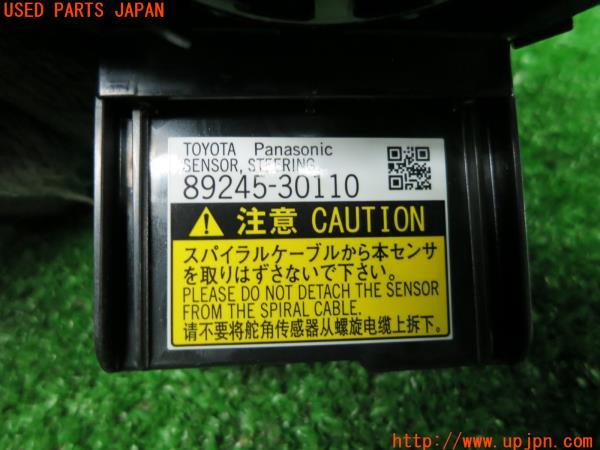 USED PARTS JAPAN
TOYOTA Panasonic
SENSOR, STEERING
89245-30110
注意 CAUTION
スパイラルケーブルから本センサ
を取りはずさないで下さい。
PLEASE DO NOT DETACH THE SENSOR
FROM THE SPIRAL CABLE.
请不要将舵角传感器从螺旋电缆上拆下。
http://www.upjpn.com/